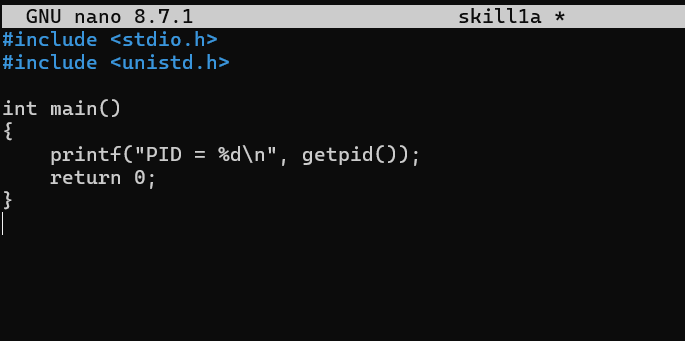 GNU nano 8.7.1 skill1a *
#include <stdio.h>
#include <unistd.h>
int main()
{
    printf("PID = %d\n", getpid());
    return 0;
}